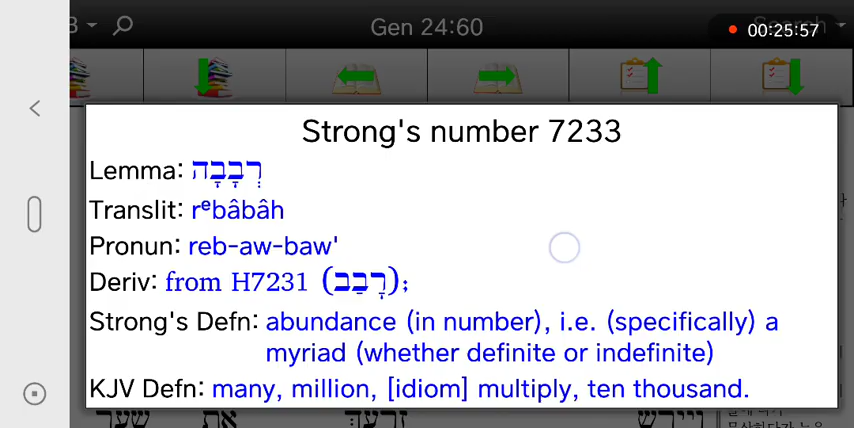 B Gen 24:60 Search 00:25:57
Strong's number 7233
Lemma: רְבָבָה
Translit: rᵉbâbâh
Pronun: reb-aw-baw'
Deriv: from H7231 (רָבַב);
Strong's Defn: abundance (in number), i.e. (specifically) a
myriad (whether definite or indefinite)
KJV Defn: many, million, [idiom] multiply, ten thousand.